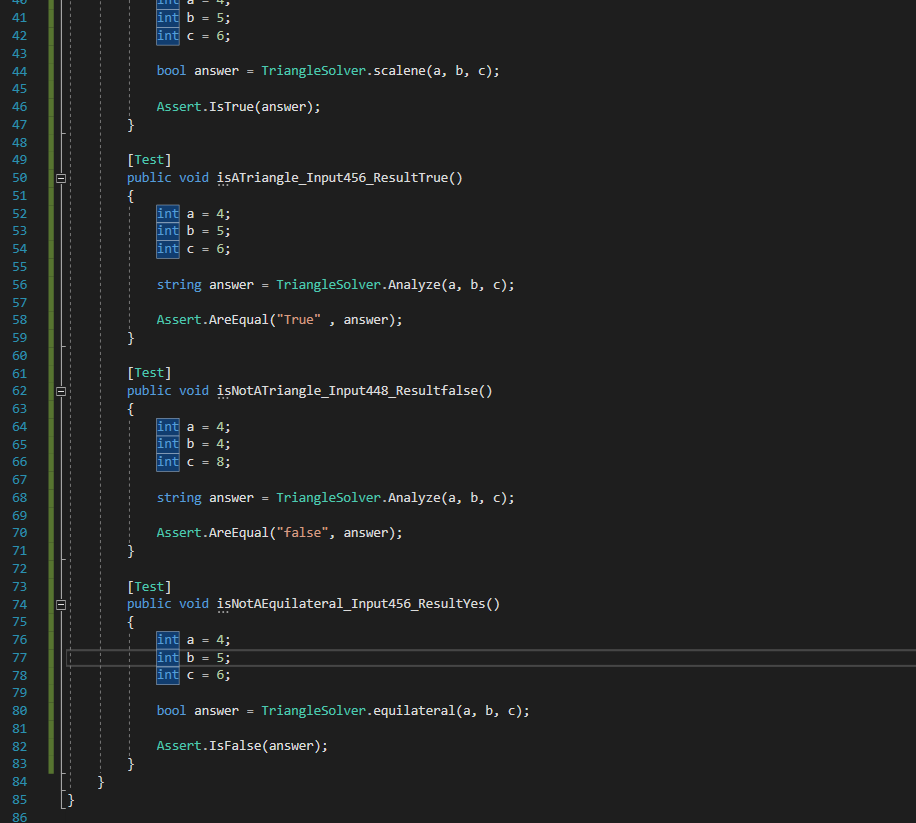 40 int a = 4;
41 int b = 5;
42 int c = 6;
43
44 bool answer = TriangleSolver.scalene(a, b, c);
45
46 Assert.IsTrue(answer);
47 }
48
49 [Test]
50 public void isATriangle_Input456_ResultTrue()
51 {
52 int a = 4;
53 int b = 5;
54 int c = 6;
55
56 string answer = TriangleSolver.Analyze(a, b, c);
57
58 Assert.AreEqual("True" , answer);
59 }
60
61 [Test]
62 public void isNotATriangle_Input448_Resultfalse()
63 {
64 int a = 4;
65 int b = 4;
66 int c = 8;
67
68 string answer = TriangleSolver.Analyze(a, b, c);
69
70 Assert.AreEqual("false", answer);
71 }
72
73 [Test]
74 public void isNotAEquilateral_Input456_ResultYes()
75 {
76 int a = 4;
77 int b = 5;
78 int c = 6;
79
80 bool answer = TriangleSolver.equilateral(a, b, c);
81
82 Assert.IsFalse(answer);
83 }
84 }
85 }
86